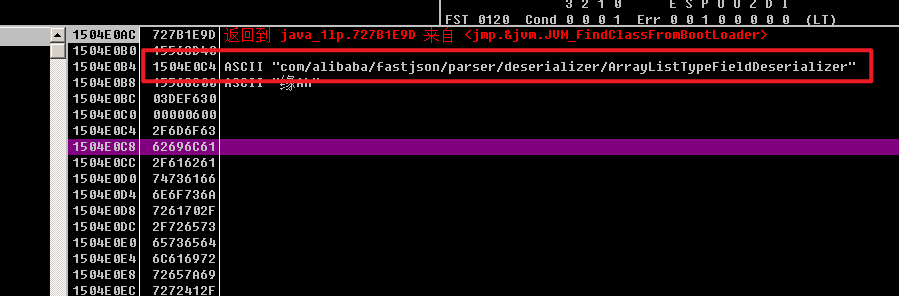 3 2 1 0 E S P U O Z D I
FST 0120 Cond 0 0 0 1 Err 0 0 1 0 0 0 0 0 (LT)
1504E0AC 727B1E9D 返回到 java_1lp.727B1E9D 来自 <jmp.&jvm.JVM_FindClassFromBootLoader>
1504E0B0 15568D48
1504E0B4 1504E0C4 ASCII "com/alibaba/fastjson/parser/deserializer/ArrayListTypeFieldDeserializer"
1504E0B8 15568C00 ASCII "缘AH"
1504E0BC 03DEF630
1504E0C0 00000600
1504E0C4 2F6D6F63
1504E0C8 62696C61
1504E0CC 2F616261
1504E0D0 74736166
1504E0D4 6E6F736A
1504E0D8 7261702F
1504E0DC 2F726573
1504E0E0 65736564
1504E0E4 6C616972
1504E0E8 72657A69
1504E0EC 7272412F